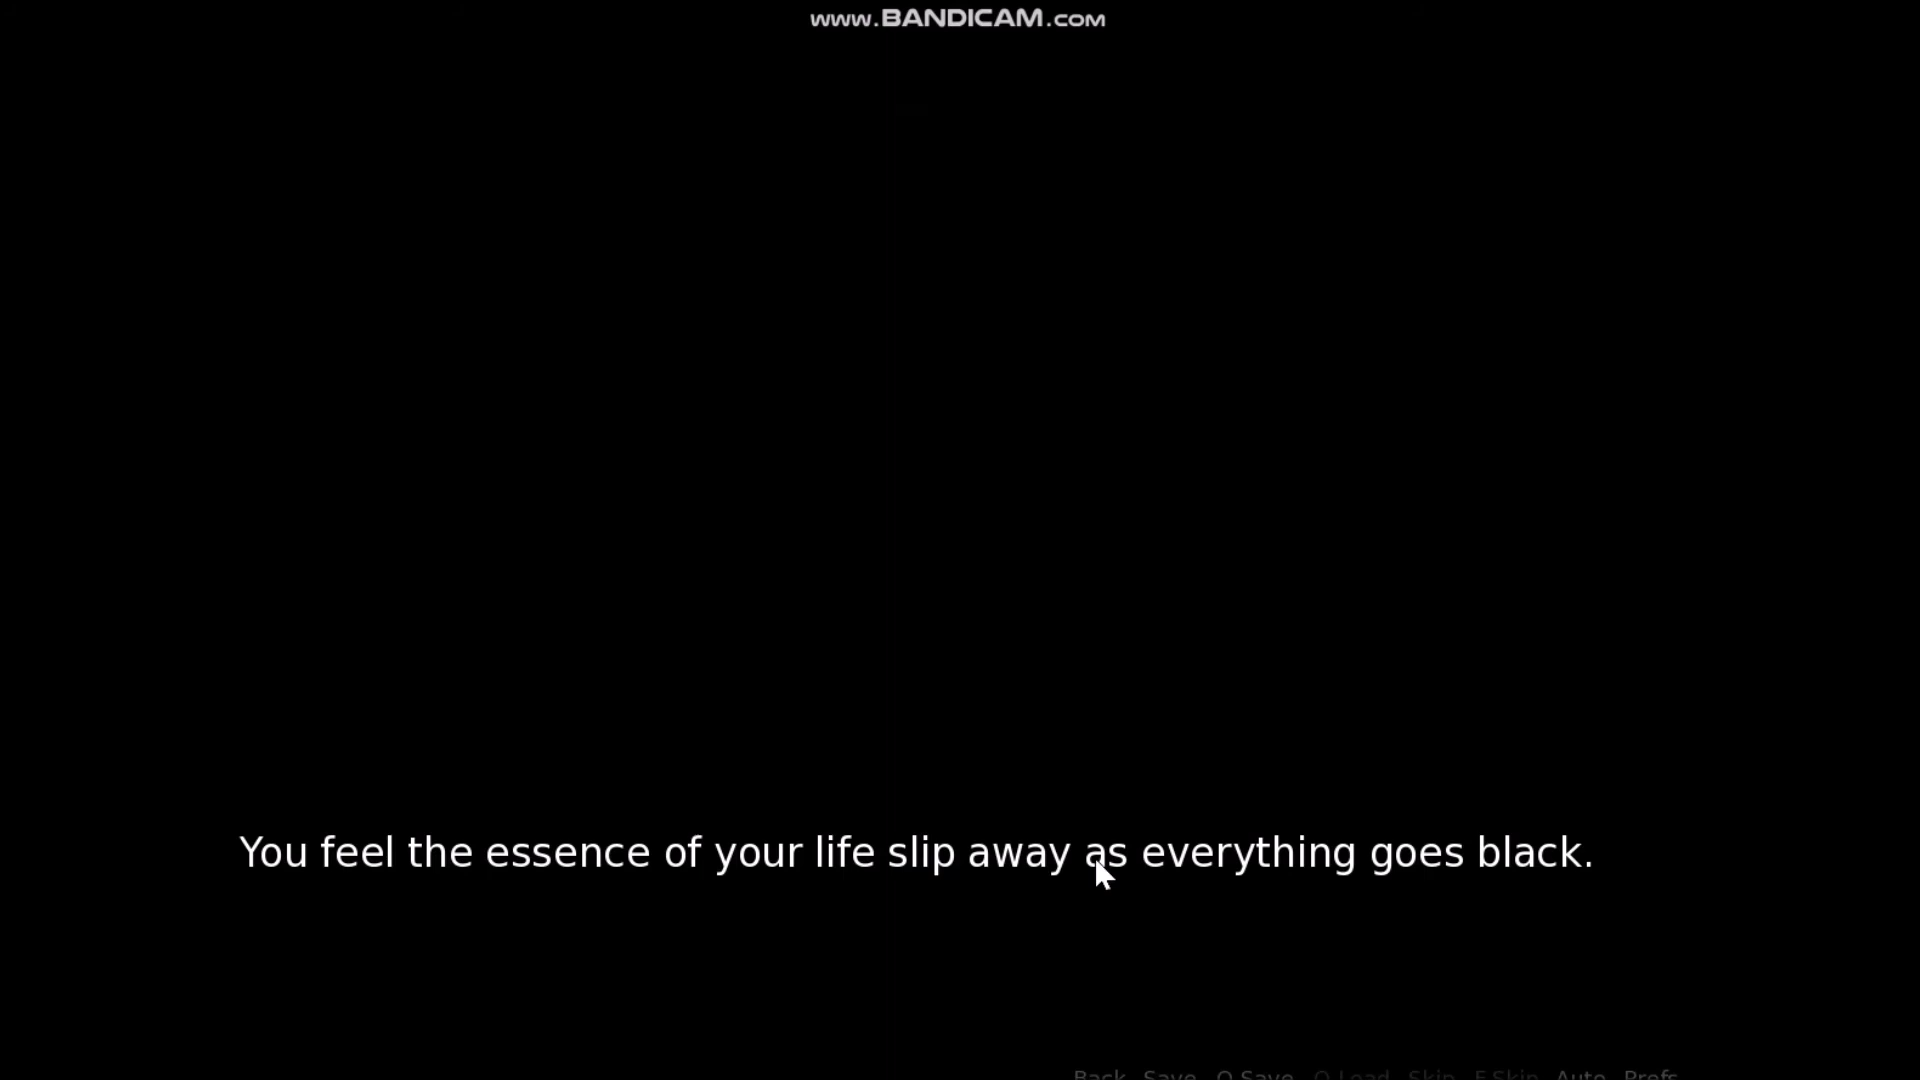 www.BANDICAM.COM
You feel the essence of your life slip away as everything goes black.
Back Save Q.Save Q.Load Skip F.Skip Auto Prefs